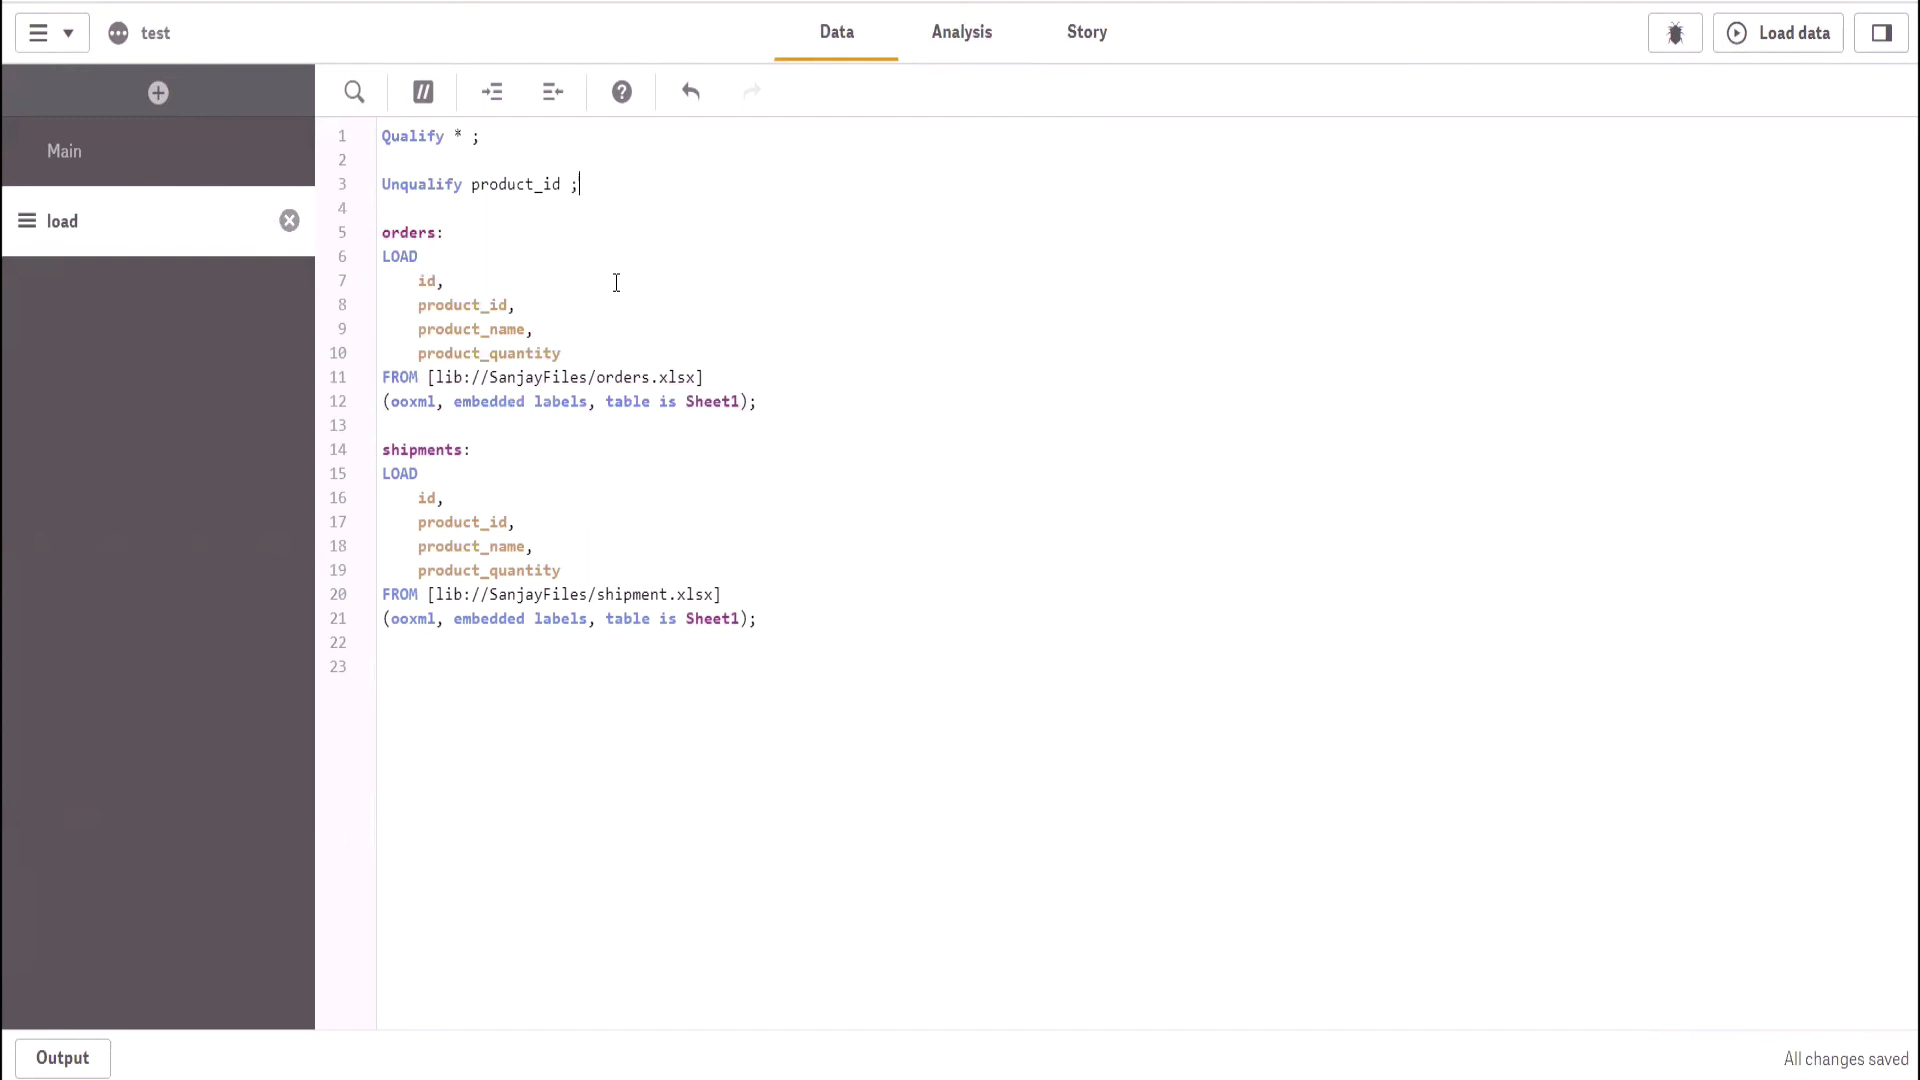 test
Data
Analysis
Story
Load data
Main
load
1 Qualify * ;
2
3 Unqualify product_id ;
4
5 orders:
6 LOAD
7 id,
8 product_id,
9 product_name,
10 product_quantity
11 FROM [lib://SanjayFiles/orders.xlsx]
12 (ooxml, embedded labels, table is Sheet1);
13
14 shipments:
15 LOAD
16 id,
17 product_id,
18 product_name,
19 product_quantity
20 FROM [lib://SanjayFiles/shipment.xlsx]
21 (ooxml, embedded labels, table is Sheet1);
22
23
Output
All changes saved